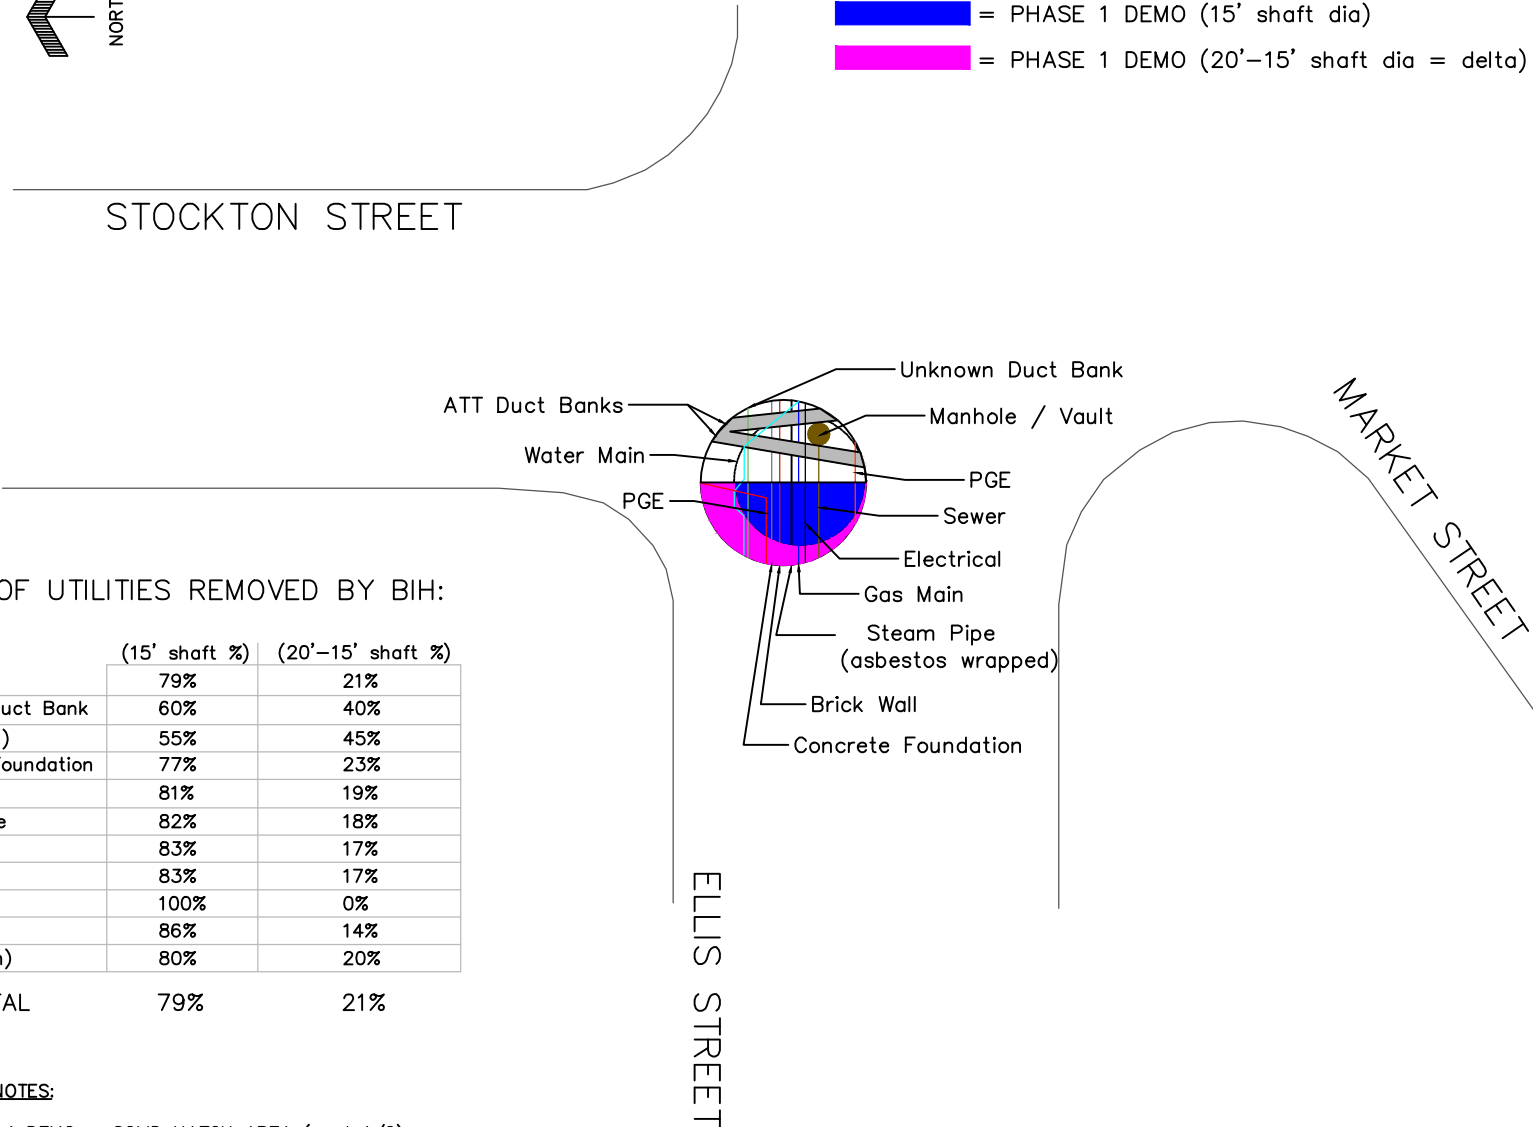 NORT
= PHASE 1 DEMO (15' shaft dia)
= PHASE 1 DEMO (20'-15' shaft dia = delta)
STOCKTON STREET
MARKET STREET
Unknown Duct Bank
ATT Duct Banks
Manhole / Vault
Water Main
PGE
PGE
Sewer
Electrical
Gas Main
Steam Pipe
(asbestos wrapped)
Brick Wall
Concrete Foundation
OF UTILITIES REMOVED BY BIH:
(15' shaft %) (20'-15' shaft %)
79% 21%
uct Bank 60% 40%
) 55% 45%
oundation 77% 23%
81% 19%
e 82% 18%
83% 17%
83% 17%
100% 0%
86% 14%
) 80% 20%
TAL 79% 21%
ELLIS STREET
NOTES: